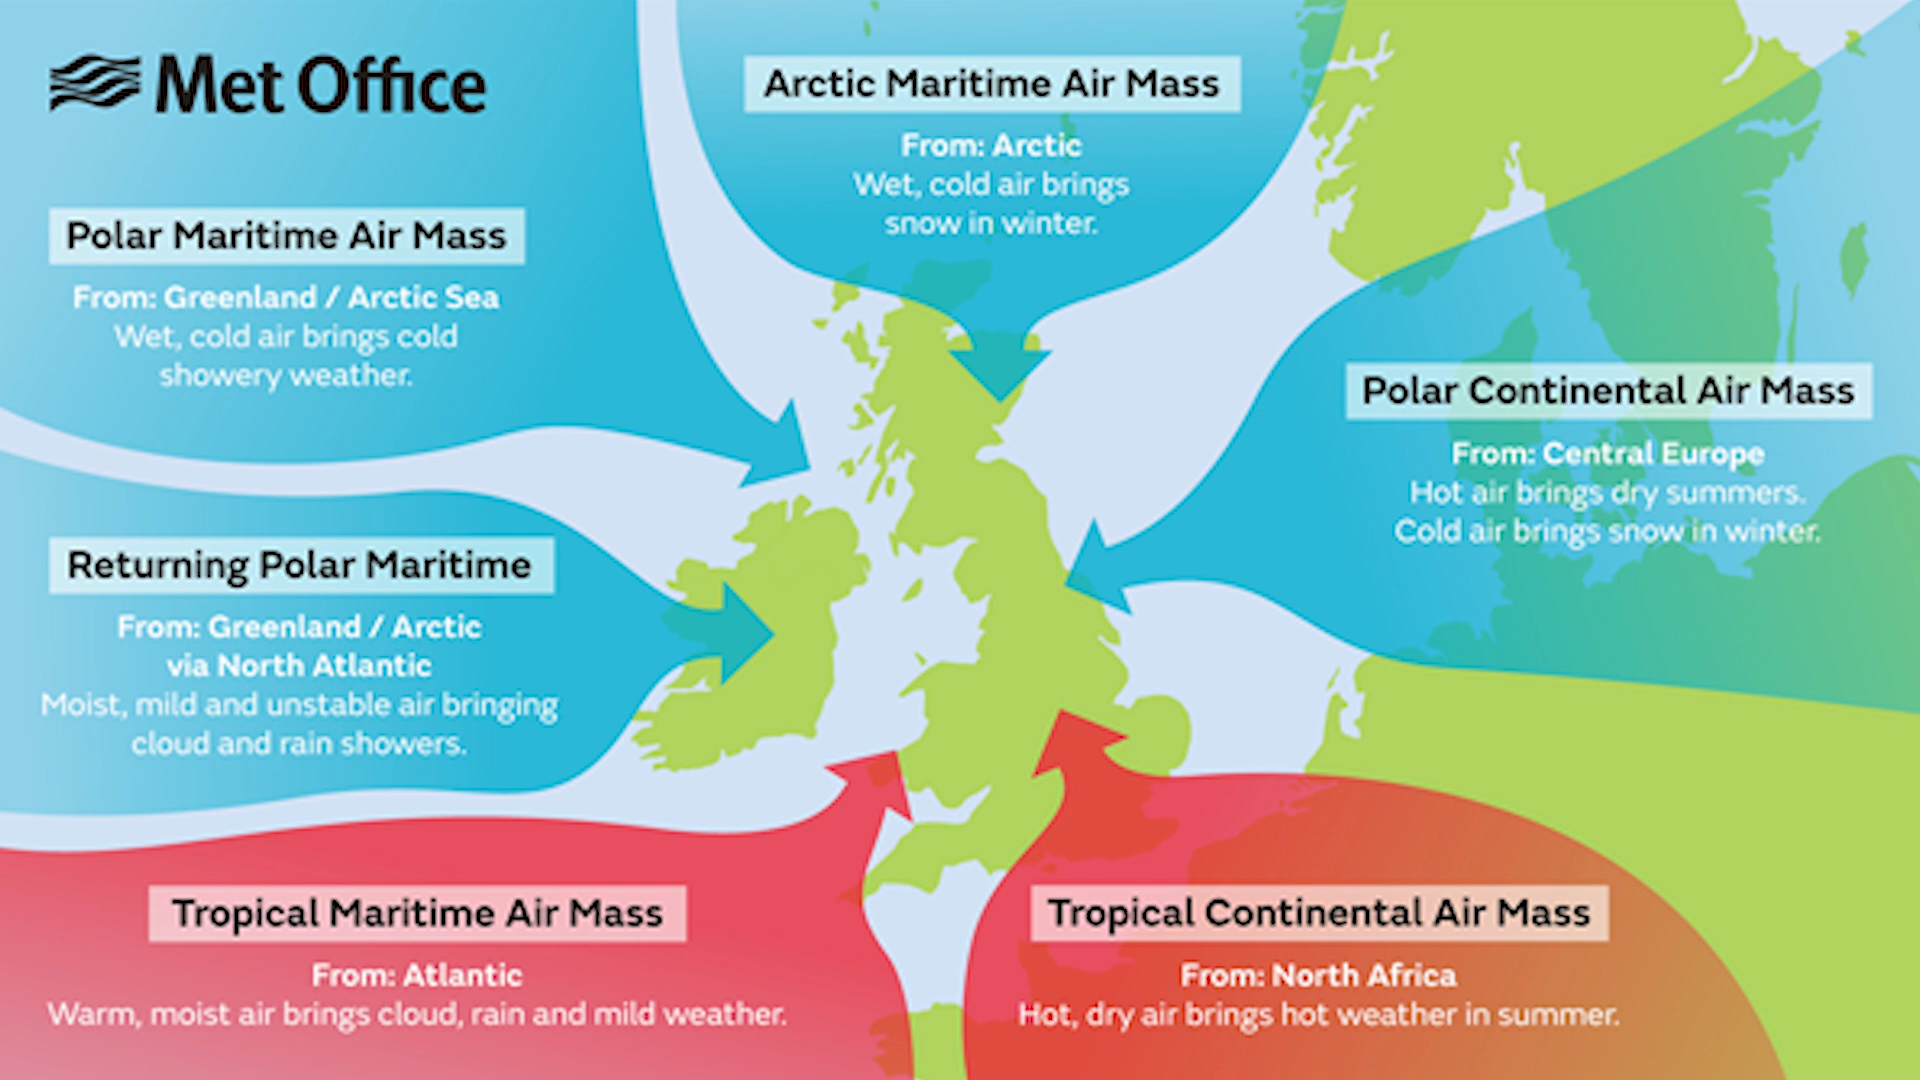 Met Office
Arctic Maritime Air Mass
From: Arctic
Wet, cold air brings
snow in winter.
Polar Maritime Air Mass
From: Greenland / Arctic Sea
Wet, cold air brings cold
showery weather.
Polar Continental Air Mass
From: Central Europe
Hot air brings dry summers.
Cold air brings snow in winter.
Returning Polar Maritime
From: Greenland / Arctic
via North Atlantic
Moist, mild and unstable air bringing
cloud and rain showers.
Tropical Maritime Air Mass
From: Atlantic
Warm, moist air brings cloud, rain and mild weather.
Tropical Continental Air Mass
From: North Africa
Hot, dry air brings hot weather in summer.